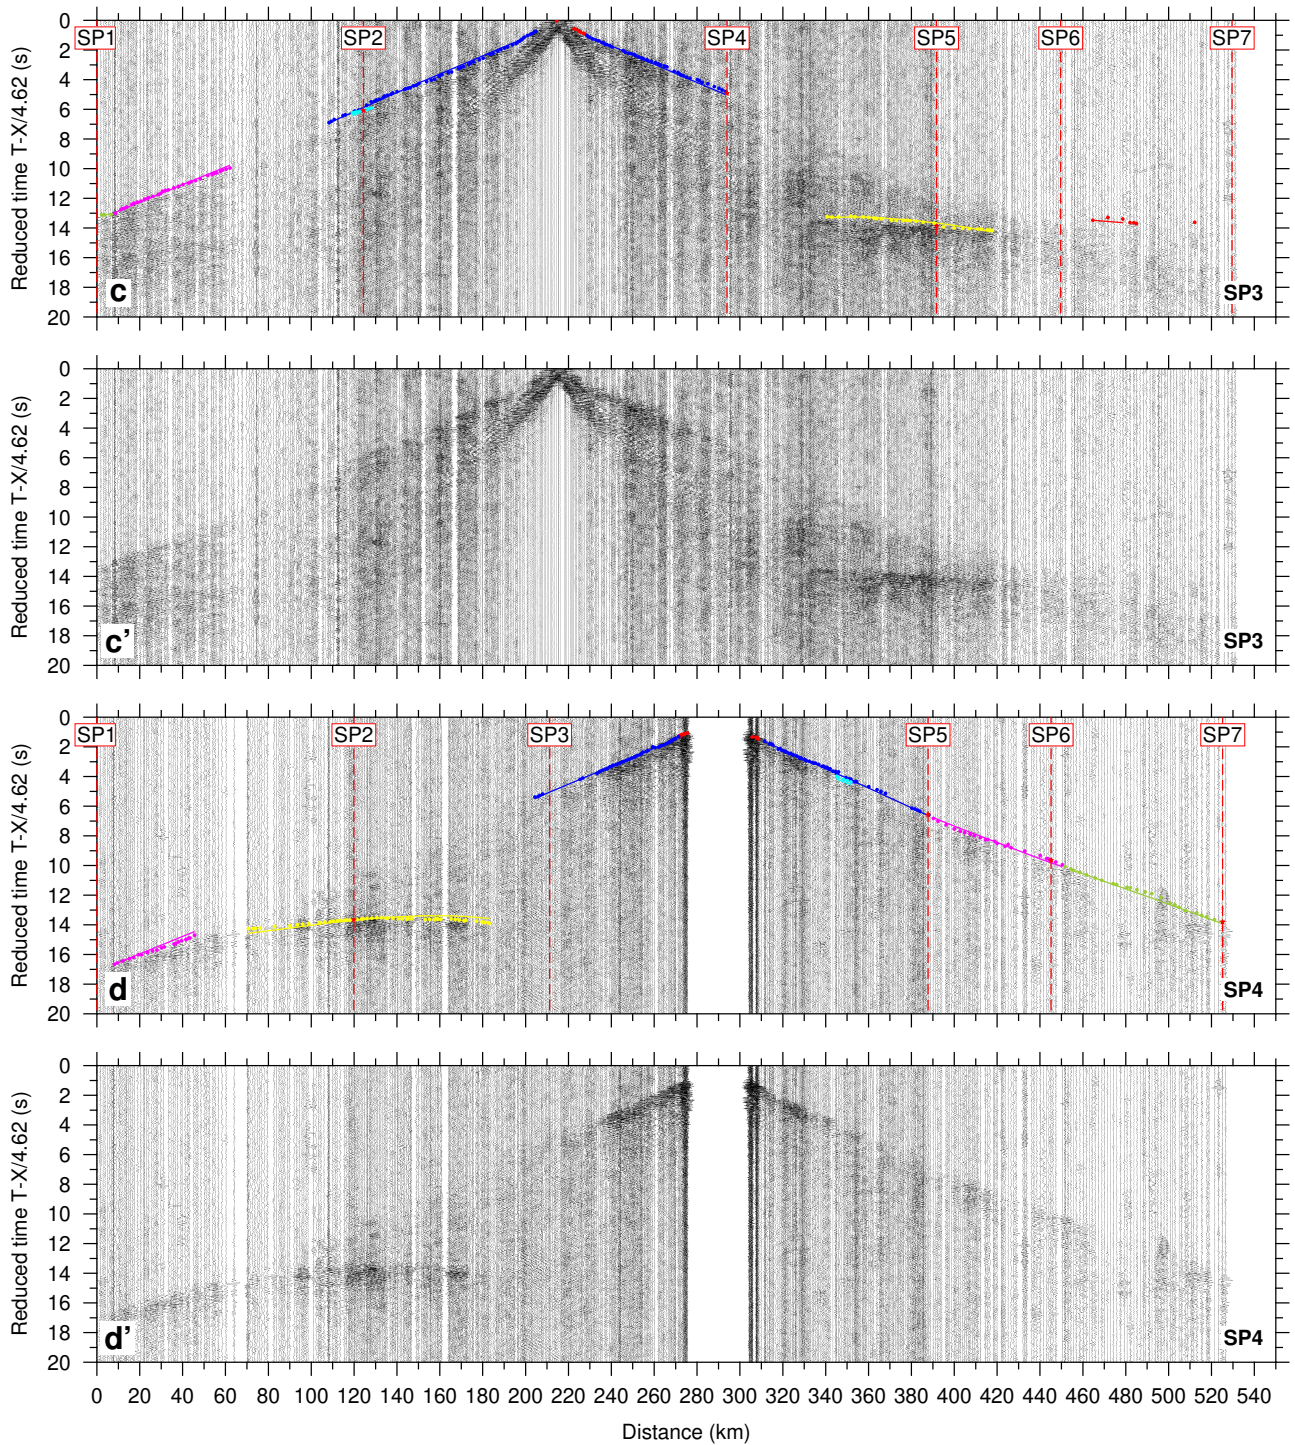 Reduced time T-X/4.62 (s)
0
2
4
6
8
10
12
14
16
18
20
SP1
SP2
SP4
SP5
SP6
SP7
c
SP3
Reduced time T-X/4.62 (s)
0
2
4
6
8
10
12
14
16
18
20
c’
SP3
Reduced time T-X/4.62 (s)
0
2
4
6
8
10
12
14
16
18
20
SP1
SP2
SP3
SP5
SP6
SP7
d
SP4
Reduced time T-X/4.62 (s)
0
2
4
6
8
10
12
14
16
18
20
d’
SP4
0 20 40 60 80 100 120 140 160 180 200 220 240 260 280 300 320 340 360 380 400 420 440 460 480 500 520 540
Distance (km)